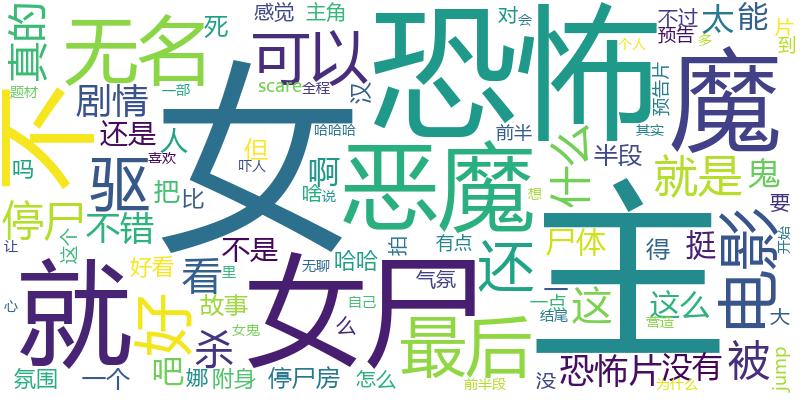 真的
无名
感觉
主角
死
可以
恐怖
对
会
不过
预告
太
能
片
到
多
个人
题材
不
剧情
一部
女
scare
全程
汉
哈哈哈
前半
预告片
魔
其实
还是
人
喜欢
但
吓人
恶魔
什么
半段
就是
鬼
吗
驱
把
比
啊
啥
说
想
主
要
停尸
不错
这个
不是
拍
有点
还
尸体
得
挺
电影
开始
让
好
好看
看
里
无聊
哈哈
女尸
气氛
一
这
这么
大
就
故事
自己
一点
心
女鬼
么
最后
结尾
营造
杀
吧
氛围
一个
娜
附身
停尸房
怎么
前半段
没
恐怖片
没有
为什么
被
jump